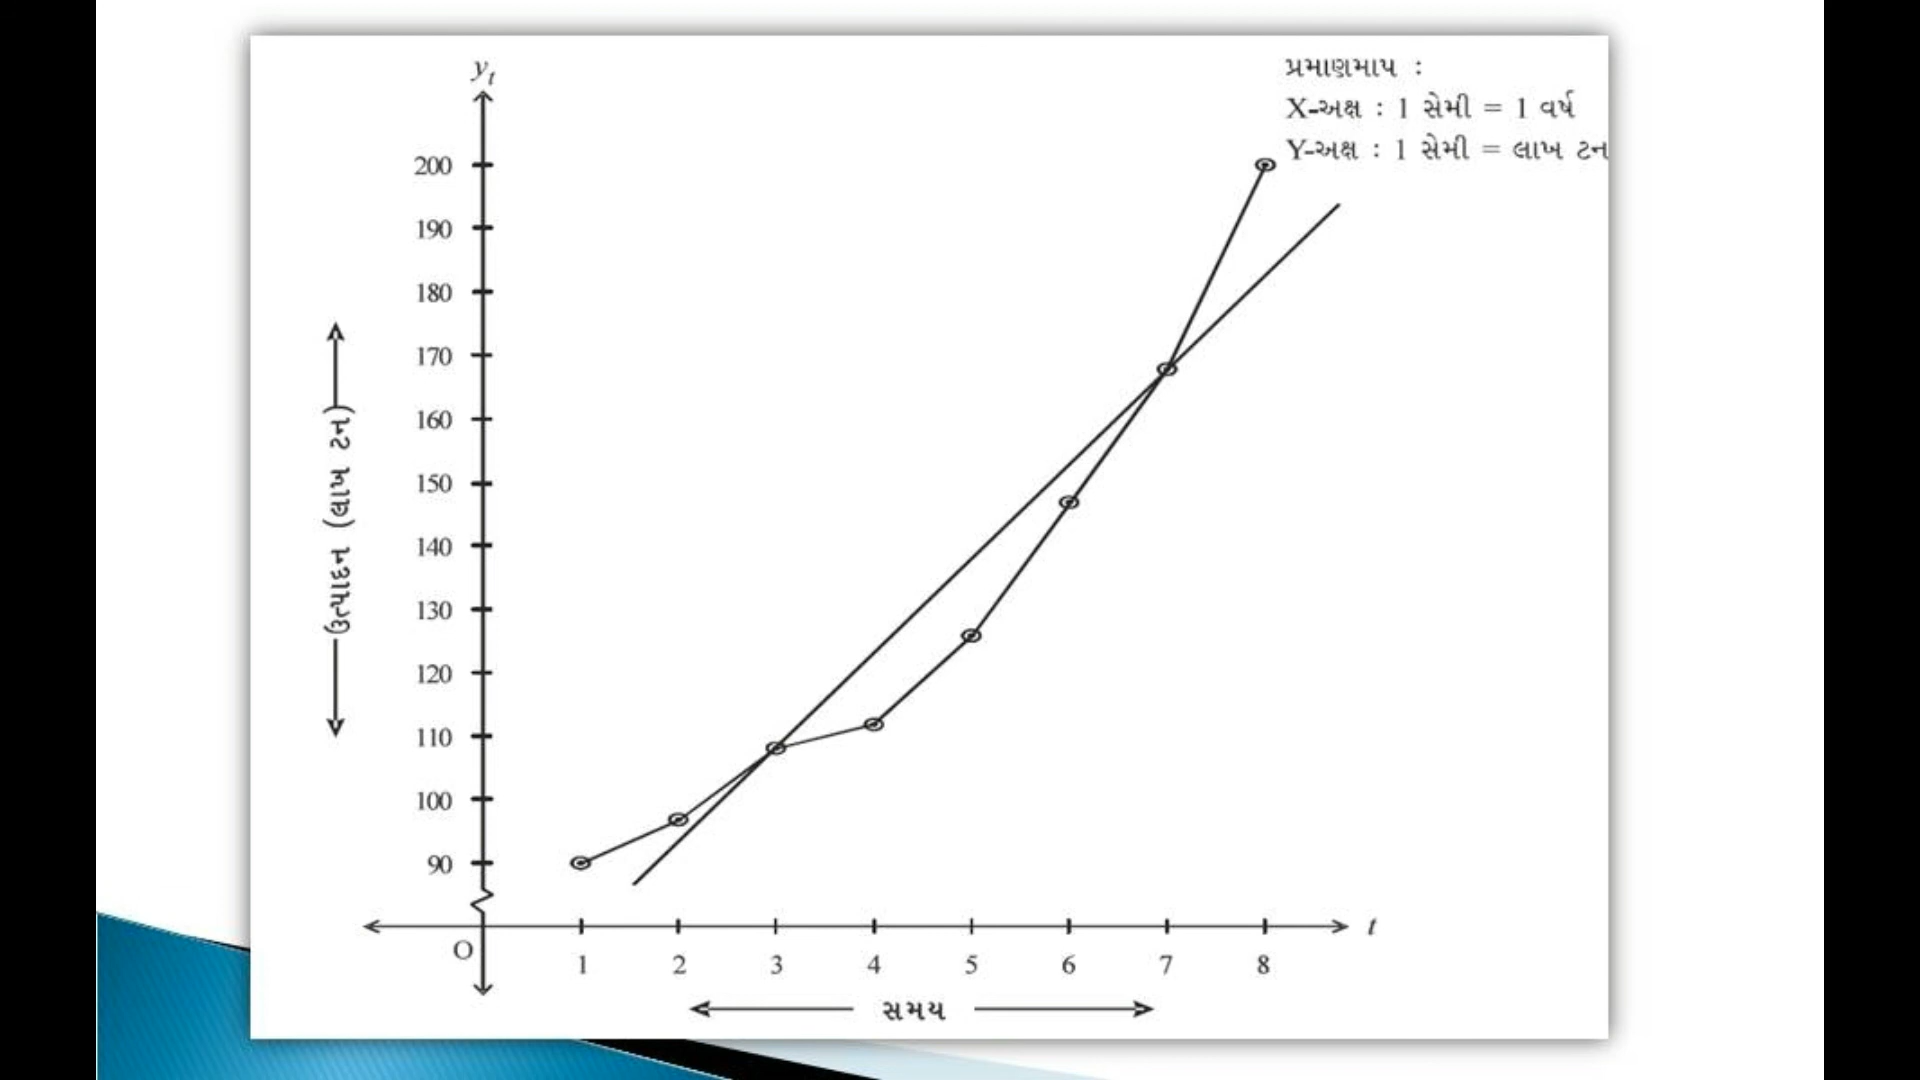 yt
પ્રમાણમાપ :
X-અક્ષ : 1 સેમી = 1 વર્ષ
Y-અક્ષ : 1 સેમી = લાખ ટન
200
190
180
170
160
150
140
130
120
110
100
90
ઉત્પાદન (લાખ ટન)
O
1 2 3 4 5 6 7 8
t
સમય